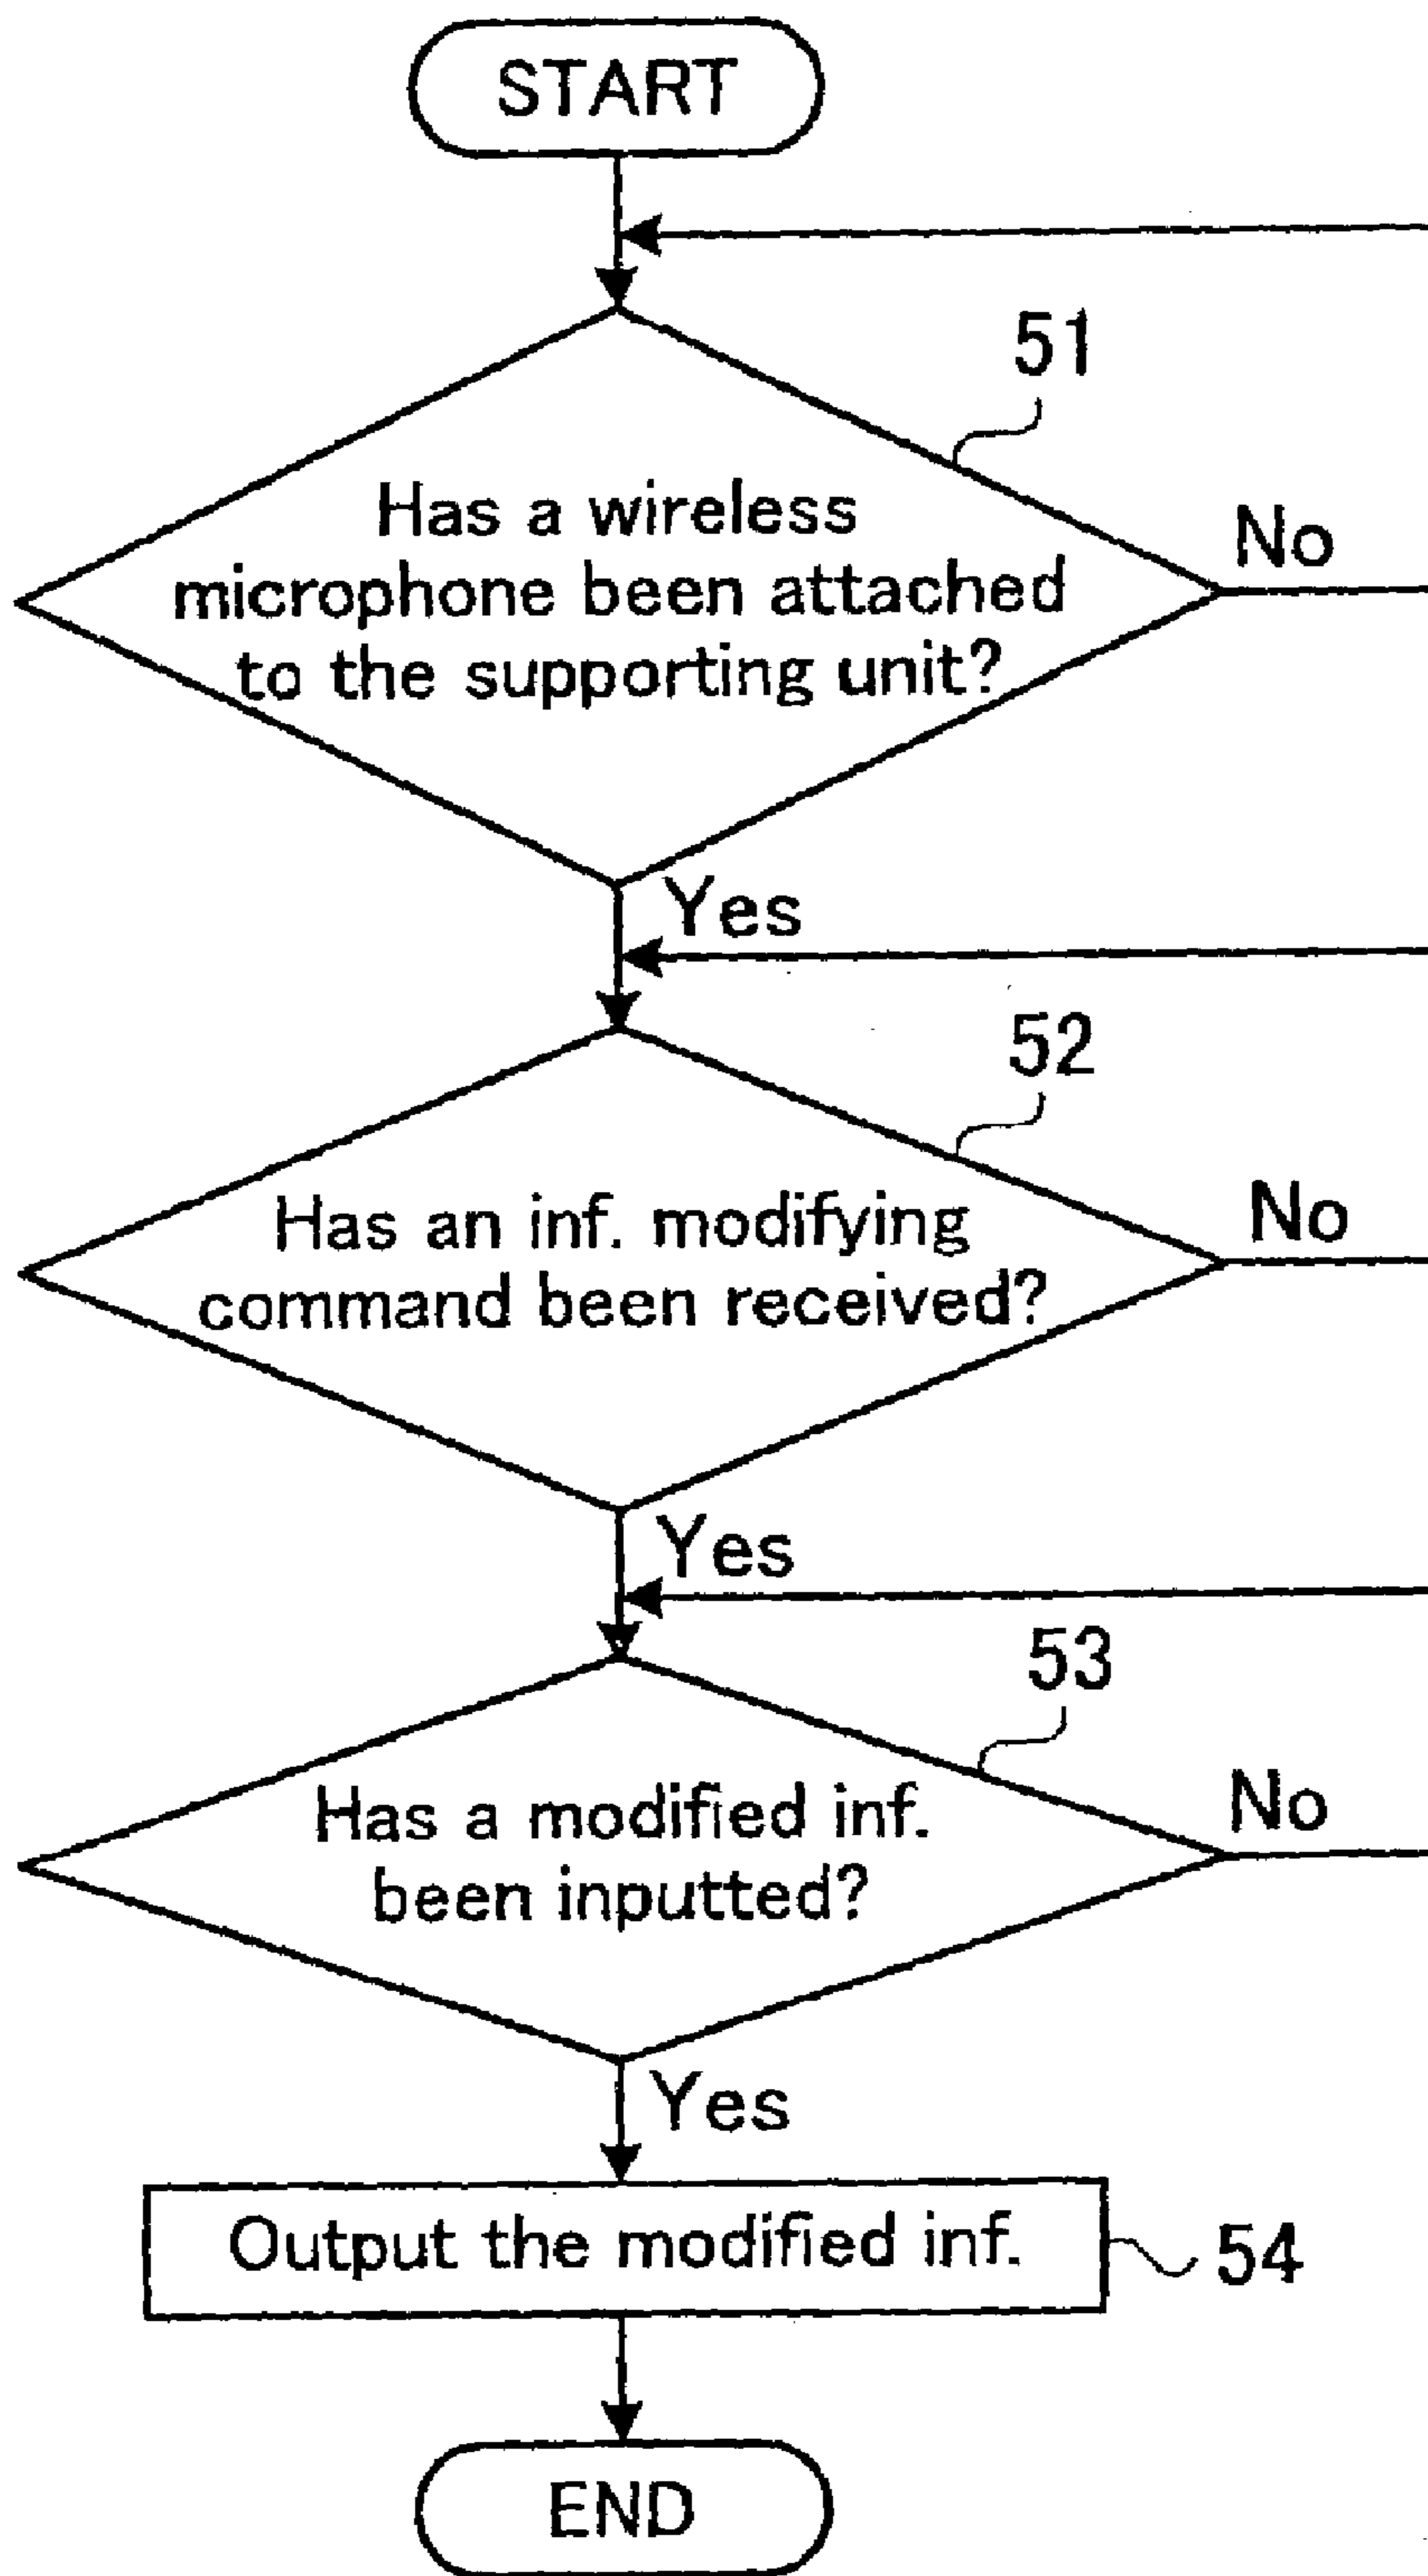 START
51
Has a wireless
microphone been attached
to the supporting unit?
No
Yes
52
Has an inf. modifying
command been received?
No
Yes
53
Has a modified inf.
been inputted?
No
Yes
Output the modified inf.
54
END